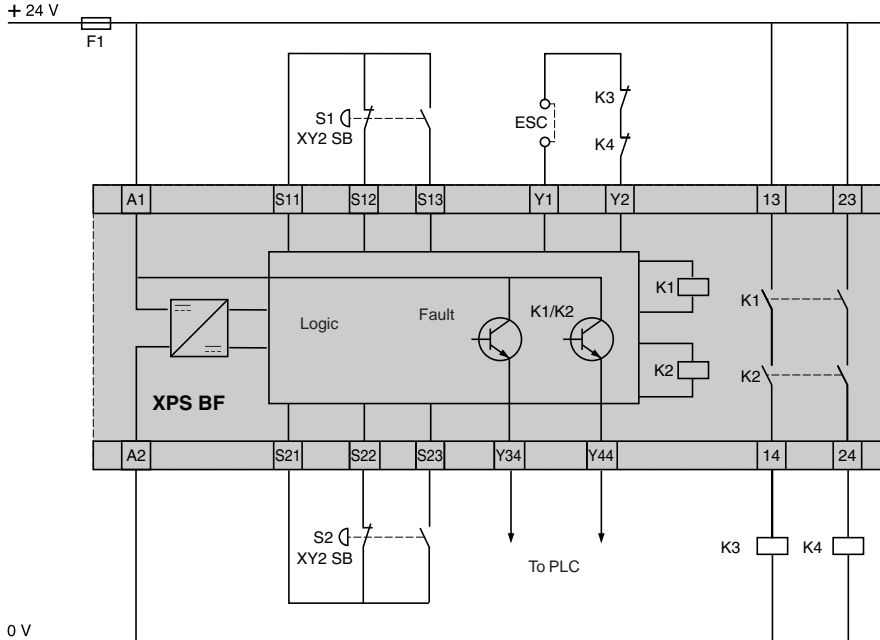 + 24 V
F1
S1
XY2 SB
ESC
K3
K4
A1
S11
S12
S13
Y1
Y2
13
23
K1
K1
Logic
Fault
K1/K2
K2
K2
XPS BF
A2
S21
S22
S23
Y34
Y44
14
24
S2
XY2 SB
To PLC
K3
K4
0 V